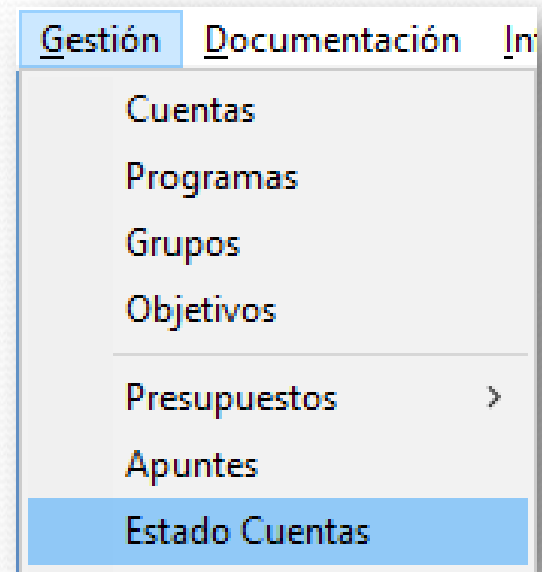 Gestión Documentación
Cuentas
Programas
Grupos
Objetivos
Presupuestos >
Apuntes
Estado Cuentas